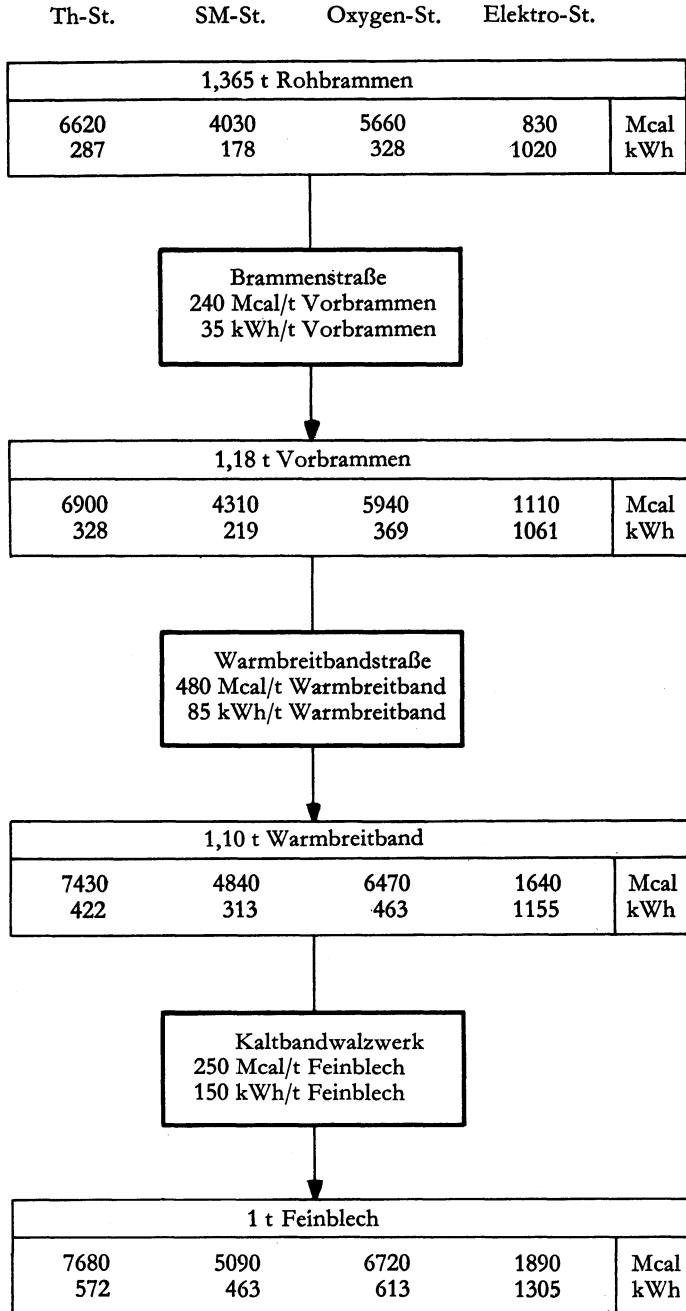 Th-St. SM-St. Oxygen-St. Elektro-St.
1,365 t Rohbrammen
6620 4030 5660 830 Mcal
287 178 328 1020 kWh
Brammenstraße
240 Mcal/t Vorbrammen
35 kWh/t Vorbrammen
1,18 t Vorbrammen
6900 4310 5940 1110 Mcal
328 219 369 1061 kWh
Warmbreitbandstraße
480 Mcal/t Warmbreitband
85 kWh/t Warmbreitband
1,10 t Warmbreitband
7430 4840 6470 1640 Mcal
422 313 463 1155 kWh
Kaltbandwalzwerk
250 Mcal/t Feinblech
150 kWh/t Feinblech
1 t Feinblech
7680 5090 6720 1890 Mcal
572 463 613 1305 kWh